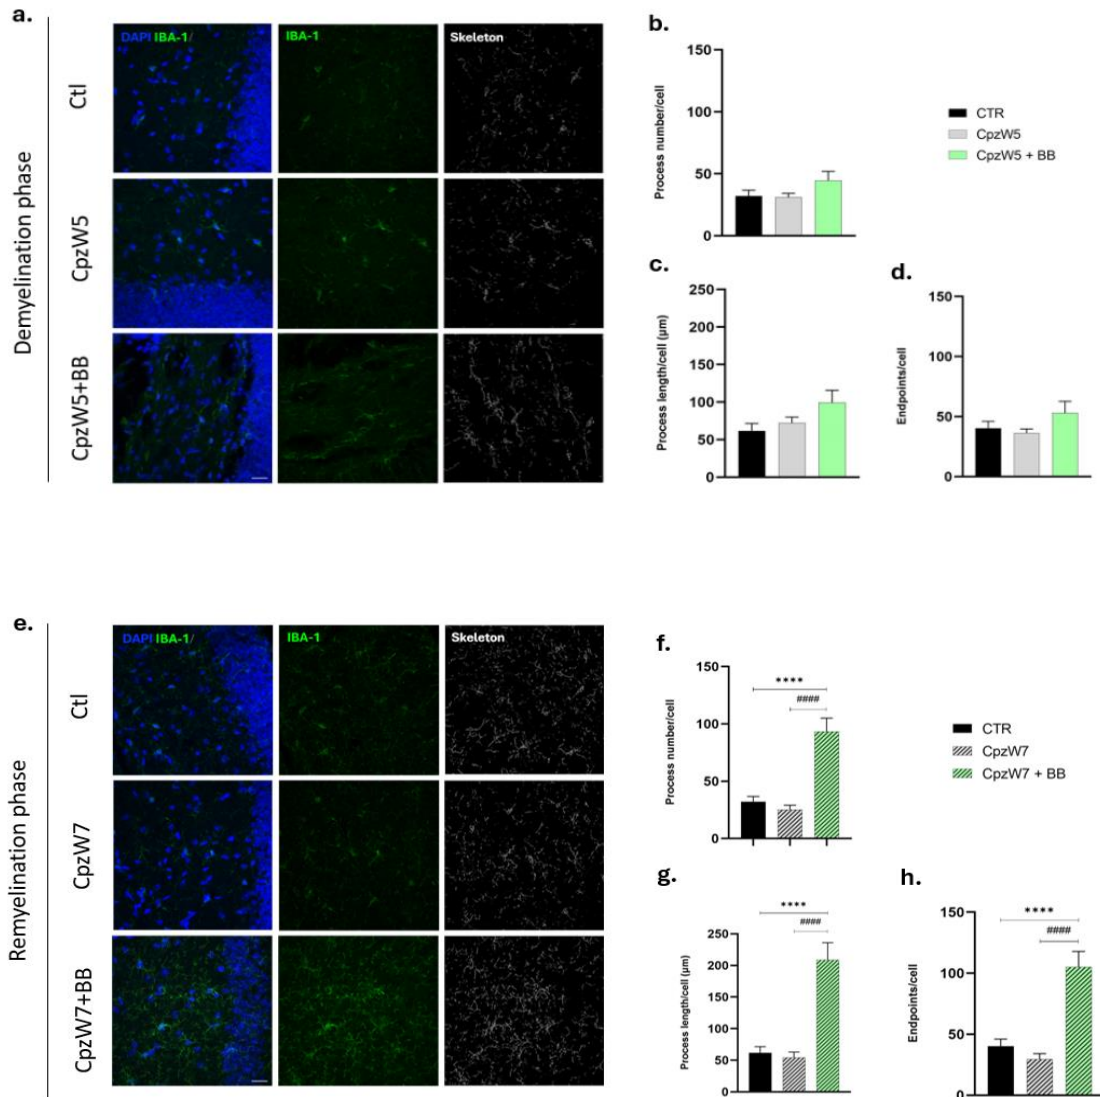 a.
DAPI IBA-1/
IBA-1
Skeleton
Demyelination phase
Ctl
CpzW5
CpzW5+BB
b.
Process number/cell
150
100
50
0
CTR
CpzW5
CpzW5 + BB
c.
Process length/cell (µm)
250
200
150
100
50
0
d.
Endpoints/cell
150
100
50
0
e.
DAPI IBA-1/
IBA-1
Skeleton
Remyelination phase
Ctl
CpzW7
CpzW7+BB
f.
Process number/cell
150
100
50
0
****
####
CTR
CpzW7
CpzW7 + BB
g.
Process length/cell (µm)
250
200
150
100
50
0
****
####
h.
Endpoints/cell
150
100
50
0
****
####